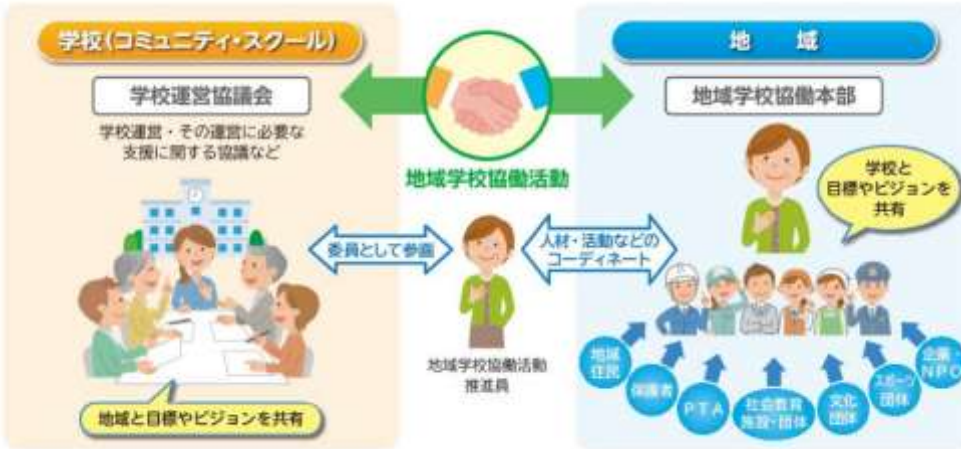 学校(コミュニティ・スクール)
学校運営協議会
学校運営・その運営に必要な
支援に関する協議など
地域と目標やビジョンを共有
地域学校協働活動
委員として参画
人材・活動などの
コーディネート
地域学校協働活動
推進員
地 域
地域学校協働本部
学校と
目標やビジョンを
共有
地域
住民
保護者
PTA
社会教育
施設・団体
文化
団体
スポーツ
団体
企業・
NPO